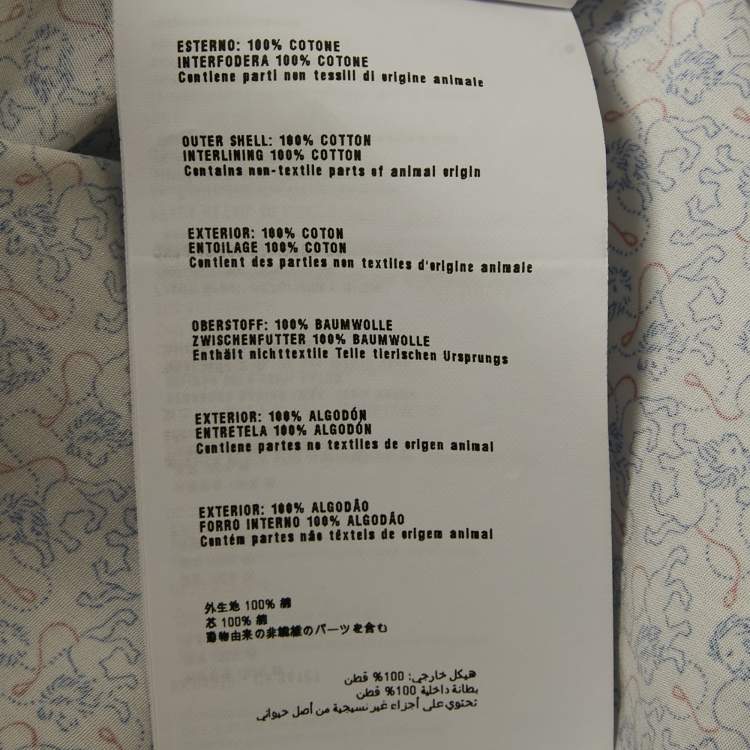 ESTERNO: 100% COTONE
INTERFODERA 100% COTONE
Contiene parti non tessili di origine animale
OUTER SHELL: 100% COTTON
INTERLINING 100% COTTON
Contains non-textile parts of animal origin
EXTERIOR: 100% COTON
ENTOILAGE 100% COTON
Contient des parties non textiles d'origine animale
OBERSTOFF: 100% BAUMWOLLE
ZWISCHENFUTTER 100% BAUMWOLLE
Enthält nichttextile Teile tierischen Ursprungs
EXTERIOR: 100% ALGODÓN
ENTRETELA 100% ALGODÓN
Contiene partes no textiles de origen animal
EXTERIOR: 100% ALGODÂO
FORRO INTERNO 100% ALGODÂO
Contém partes não têxteis de origem animal
外生地 100% 綿
芯 100% 綿
動物由来の非繊維のパーツを含む
هيكل خارجي: 100% قطن
بطانة داخلية 100% قطن
تحتوي على أجزاء غير نسيجية من أصل حيواني